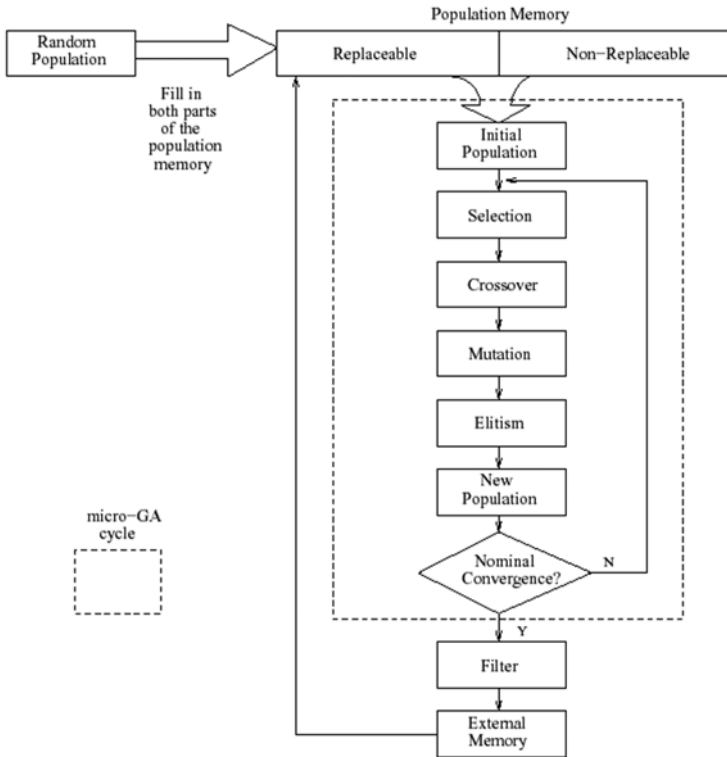 Population Memory
Random
Population
Replaceable
Non-Replaceable
Fill in
both parts
of the
population
memory
Initial
Population
Selection
Crossover
Mutation
Elitism
New
Population
micro-GA
cycle
Nominal
Convergence?
N
Y
Filter
External
Memory